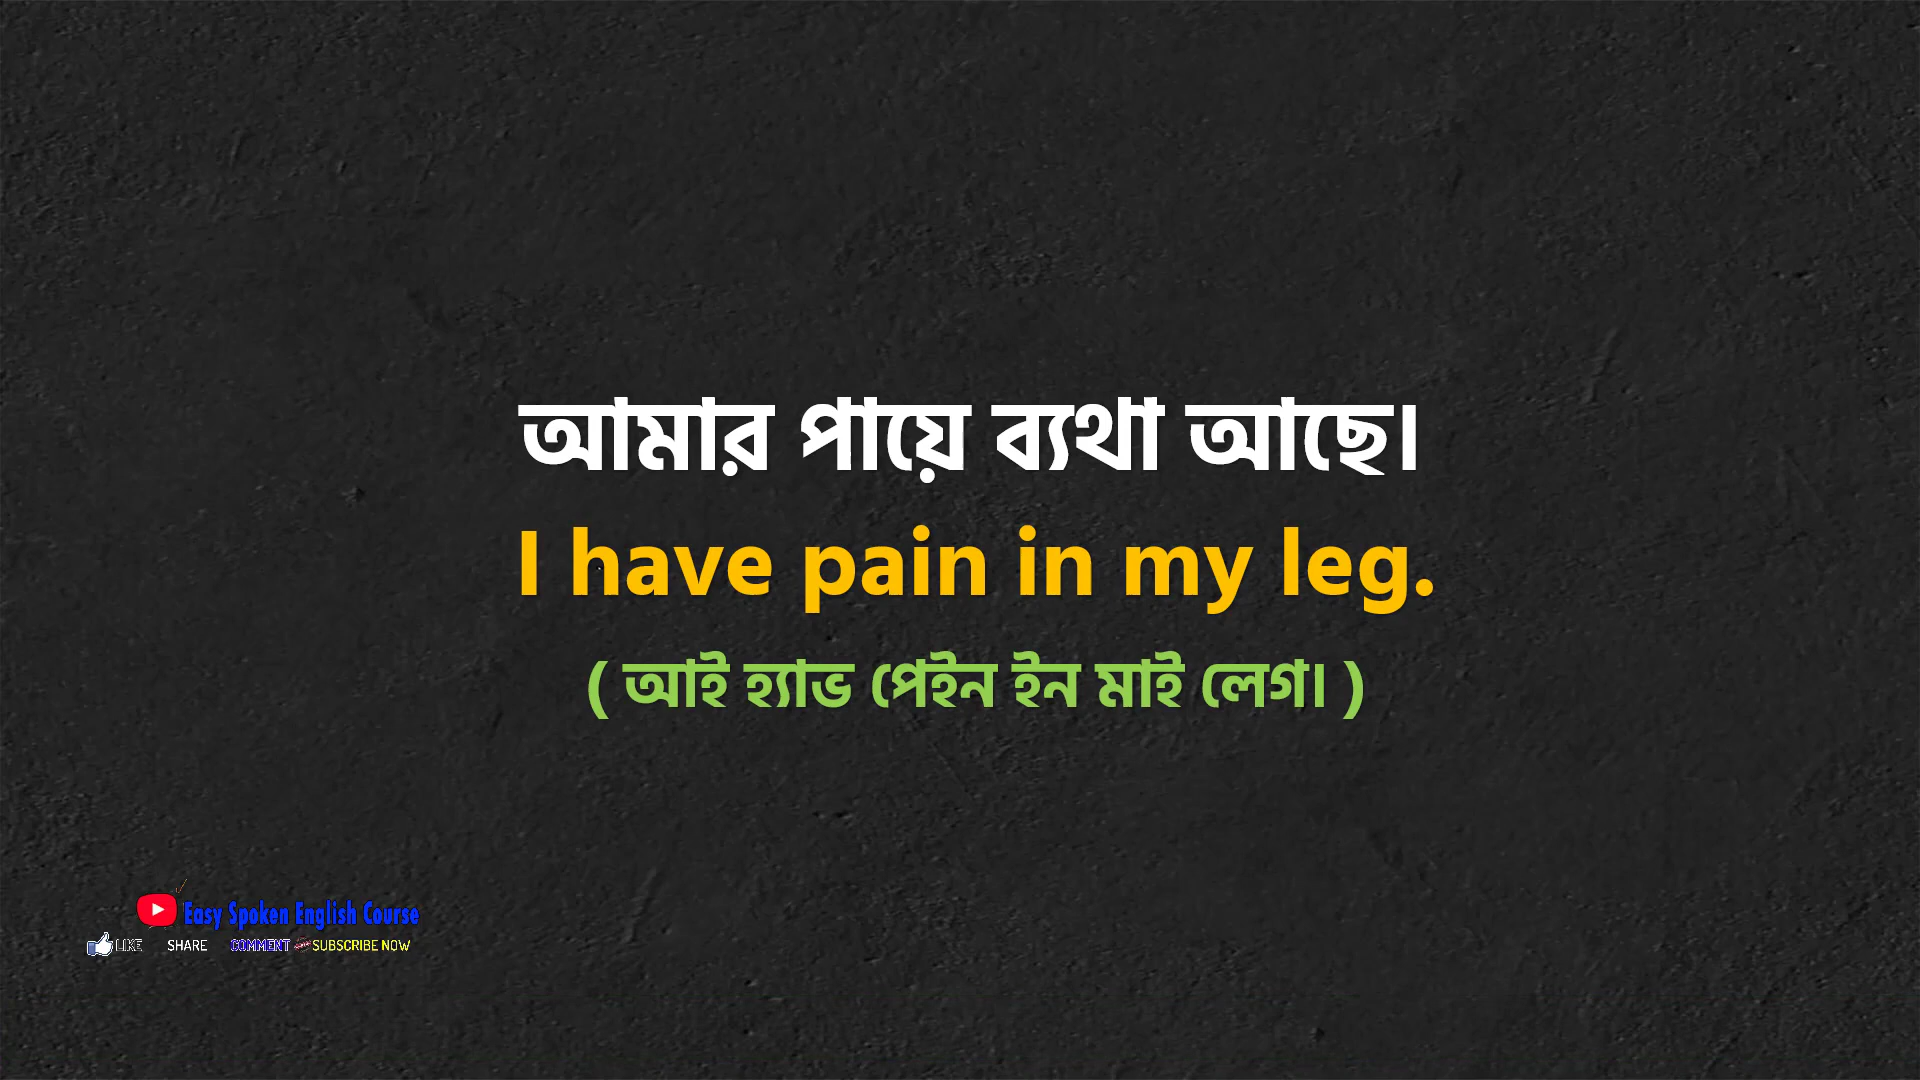 আমার পায়ে ব্যথা আছে।
I have pain in my leg.
( আই হ্যাভ পেইন ইন মাই লেগ। )
Easy Spoken English Course
LIKE SHARE COMMENT SUBSCRIBE NOW